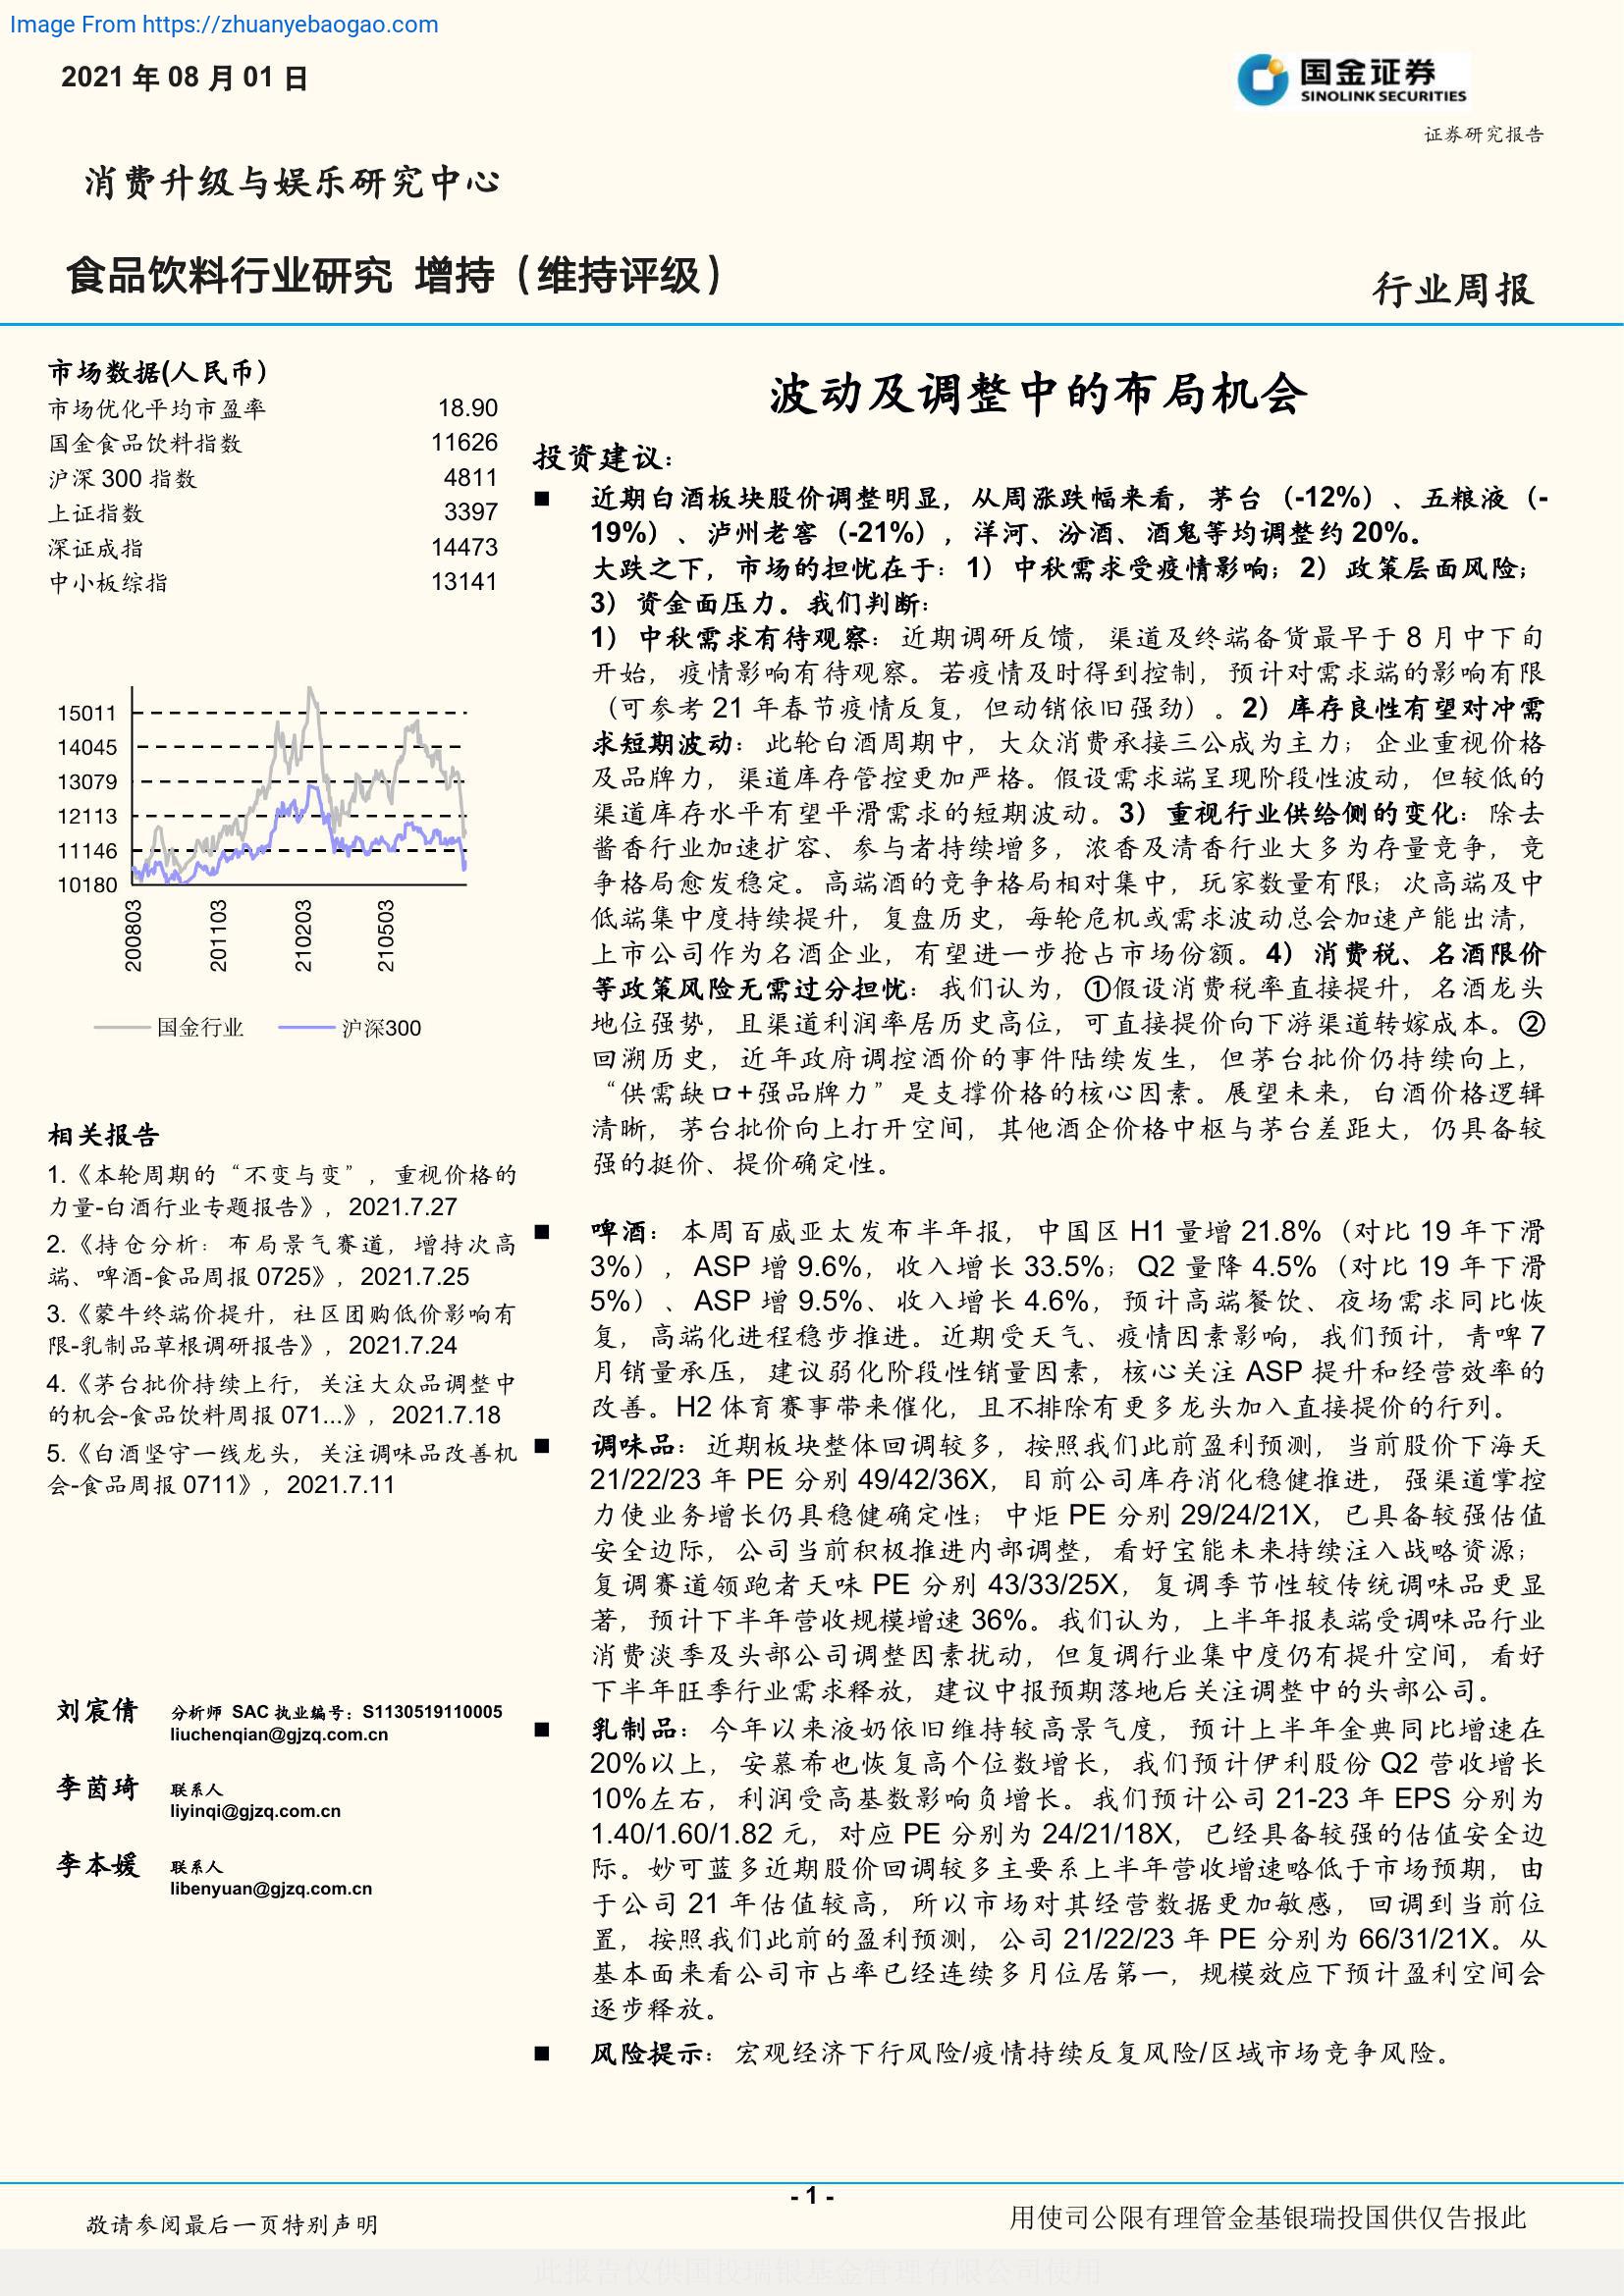 Image From https://zhuanyebaogao.com
2021 年 08 月 01 日
国金证券
SINOLINK SECURITIES
证券研究报告
消费升级与娱乐研究中心
食品饮料行业研究 增持（维持评级）
行业周报
市场数据(人民币）
市场优化平均市盈率 18.90
国金食品饮料指数 11626
沪深 300 指数 4811
上证指数 3397
深证成指 14473
中小板综指 13141
15011
14045
13079
12113
11146
10180
200803
201103
210203
210503
国金行业 沪深300
相关报告
1.《本轮周期的“不变与变”，重视价格的
力量-白酒行业专题报告》，2021.7.27
2.《持仓分析：布局景气赛道，增持次高
端、啤酒-食品周报 0725》，2021.7.25
3.《蒙牛终端价提升，社区团购低价影响有
限-乳制品草根调研报告》，2021.7.24
4.《茅台批价持续上行，关注大众品调整中
的机会-食品饮料周报 071...》，2021.7.18
5.《白酒坚守一线龙头，关注调味品改善机
会-食品周报 0711》，2021.7.11
刘宸倩 分析师 SAC 执业编号：S1130519110005
liuchenqian@gjzq.com.cn
李茵琦 联系人
liyinqi@gjzq.com.cn
李本媛 联系人
libenyuan@gjzq.com.cn
波动及调整中的布局机会
投资建议：
■ 近期白酒板块股价调整明显，从周涨跌幅来看，茅台（-12%）、五粮液（-
19%）、泸州老窖（-21%），洋河、汾酒、酒鬼等均调整约 20%。
大跌之下，市场的担忧在于：1）中秋需求受疫情影响；2）政策层面风险；
3）资金面压力。我们判断：
1）中秋需求有待观察：近期调研反馈，渠道及终端备货最早于 8 月中下旬
开始，疫情影响有待观察。若疫情及时得到控制，预计对需求端的影响有限
（可参考 21 年春节疫情反复，但动销依旧强劲）。2）库存良性有望对冲需
求短期波动：此轮白酒周期中，大众消费承接三公成为主力；企业重视价格
及品牌力，渠道库存管控更加严格。假设需求端呈现阶段性波动，但较低的
渠道库存水平有望平滑需求的短期波动。3）重视行业供给侧的变化：除去
酱香行业加速扩容、参与者持续增多，浓香及清香行业大多为存量竞争，竞
争格局愈发稳定。高端酒的竞争格局相对集中，玩家数量有限；次高端及中
低端集中度持续提升，复盘历史，每轮危机或需求波动总会加速产能出清，
上市公司作为名酒企业，有望进一步抢占市场份额。4）消费税、名酒限价
等政策风险无需过分担忧：我们认为，①假设消费税率直接提升，名酒龙头
地位强势，且渠道利润率居历史高位，可直接提价向下游渠道转嫁成本。②
回溯历史，近年政府调控酒价的事件陆续发生，但茅台批价仍持续向上，
“供需缺口+强品牌力”是支撑价格的核心因素。展望未来，白酒价格逻辑
清晰，茅台批价向上打开空间，其他酒企价格中枢与茅台差距大，仍具备较
强的挺价、提价确定性。
■ 啤酒：本周百威亚太发布半年报，中国区 H1 量增 21.8%（对比 19 年下滑
3%），ASP 增 9.6%，收入增长 33.5%；Q2 量降 4.5%（对比 19 年下滑
5%）、ASP 增 9.5%、收入增长 4.6%，预计高端餐饮、夜场需求同比恢
复，高端化进程稳步推进。近期受天气、疫情因素影响，我们预计，青啤 7
月销量承压，建议弱化阶段性销量因素，核心关注 ASP 提升和经营效率的
改善。H2 体育赛事带来催化，且不排除有更多龙头加入直接提价的行列。
■ 调味品：近期板块整体回调较多，按照我们此前盈利预测，当前股价下海天
21/22/23 年 PE 分别 49/42/36X，目前公司库存消化稳健推进，强渠道掌控
力使业务增长仍具稳健确定性；中炬 PE 分别 29/24/21X，已具备较强估值
安全边际，公司当前积极推进内部调整，看好宝能未来持续注入战略资源；
复调赛道领跑者天味 PE 分别 43/33/25X，复调季节性较传统调味品更显
著，预计下半年营收规模增速 36%。我们认为，上半年报表端受调味品行业
消费淡季及头部公司调整因素扰动，但复调行业集中度仍有提升空间，看好
下半年旺季行业需求释放，建议中报预期落地后关注调整中的头部公司。
■ 乳制品：今年以来液奶依旧维持较高景气度，预计上半年金典同比增速在
20%以上，安慕希也恢复高个位数增长，我们预计伊利股份 Q2 营收增长
10%左右，利润受高基数影响负增长。我们预计公司 21-23 年 EPS 分别为
1.40/1.60/1.82 元，对应 PE 分别为 24/21/18X，已经具备较强的估值安全边
际。妙可蓝多近期股价回调较多主要系上半年营收增速略低于市场预期，由
于公司 21 年估值较高，所以市场对其经营数据更加敏感，回调到当前位
置，按照我们此前的盈利预测，公司 21/22/23 年 PE 分别为 66/31/21X。从
基本面来看公司市占率已经连续多月位居第一，规模效应下预计盈利空间会
逐步释放。
■ 风险提示：宏观经济下行风险/疫情持续反复风险/区域市场竞争风险。
- 1 -
敬请参阅最后一页特别声明
用使司公限有理管金基银瑞投国供仅告报此
此报告仅供国投瑞银基金管理有限公司使用